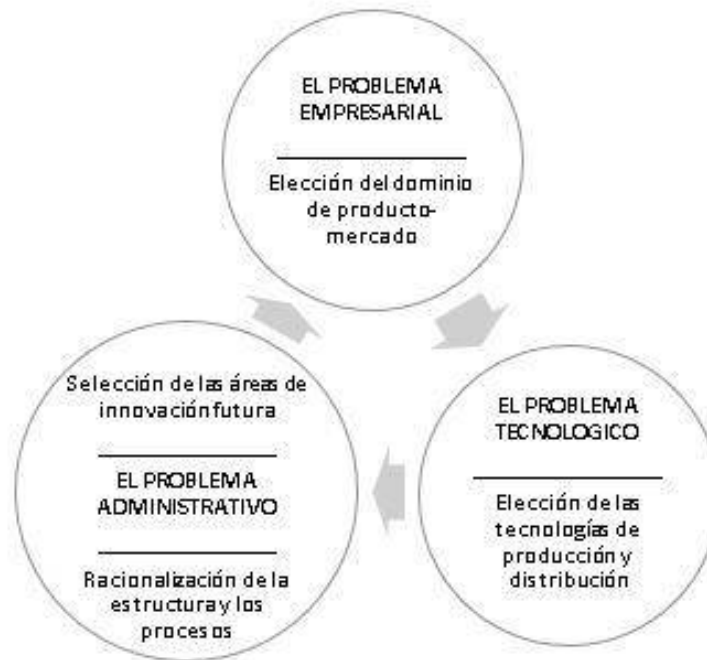 EL PROBLEMA
EMPRESARIAL
Elección del dominio
de producto-
mercado
EL PROBLEMA
TECNOLOGICO
Elección de las
tecnologías de
producción y
distribución
Selección de las áreas de
innovación futura
EL PROBLEMA
ADMINISTRATIVO
Racionalización de la
estructura y los
procesos